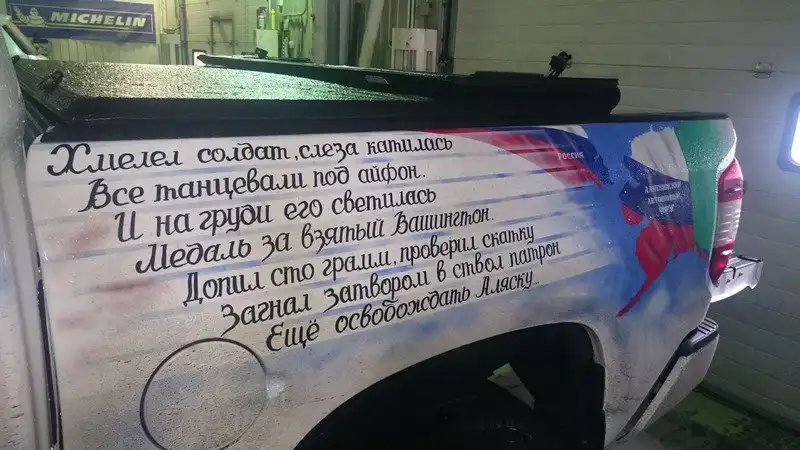 MICHELIN
Хмелел солдат, слеза катилась
Все танцевали под айфон.
И на груди его светилась
Медаль за взятый Вашингтон.
Допил сто грамм, проверил скатку
Загнал затвором в ствол патрон
Ещё освобождать Аляску...
РОССИЯ